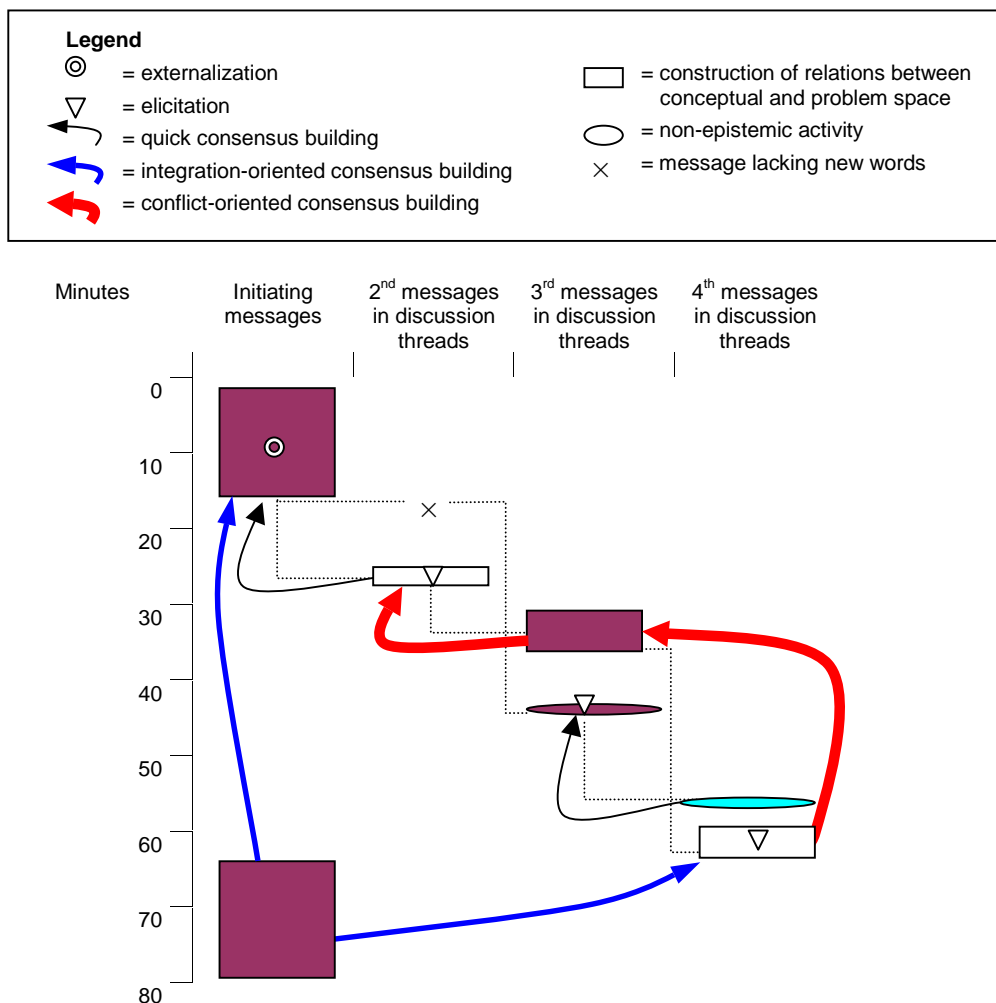 Legend
= externalization
= elicitation
= quick consensus building
= integration-oriented consensus building
= conflict-oriented consensus building
= construction of relations between
conceptual and problem space
= non-epistemic activity
= message lacking new words
Minutes
Initiating
messages
2nd messages
in discussion
threads
3rd messages
in discussion
threads
4th messages
in discussion
threads
0
10
20
30
40
50
60
70
80